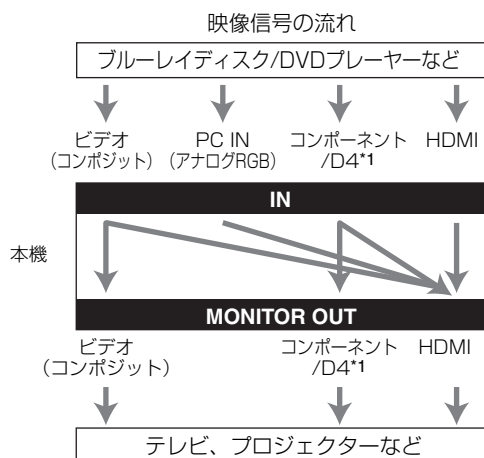 映像信号の流れ
ブルーレイディスク/DVDプレーヤーなど
ビデオ
（コンポジット）
PC IN
（アナログRGB）
コンポーネント
/D4*1
HDMI
IN
本機
MONITOR OUT
ビデオ
（コンポジット）
コンポーネント
/D4*1
HDMI
テレビ、プロジェクターなど